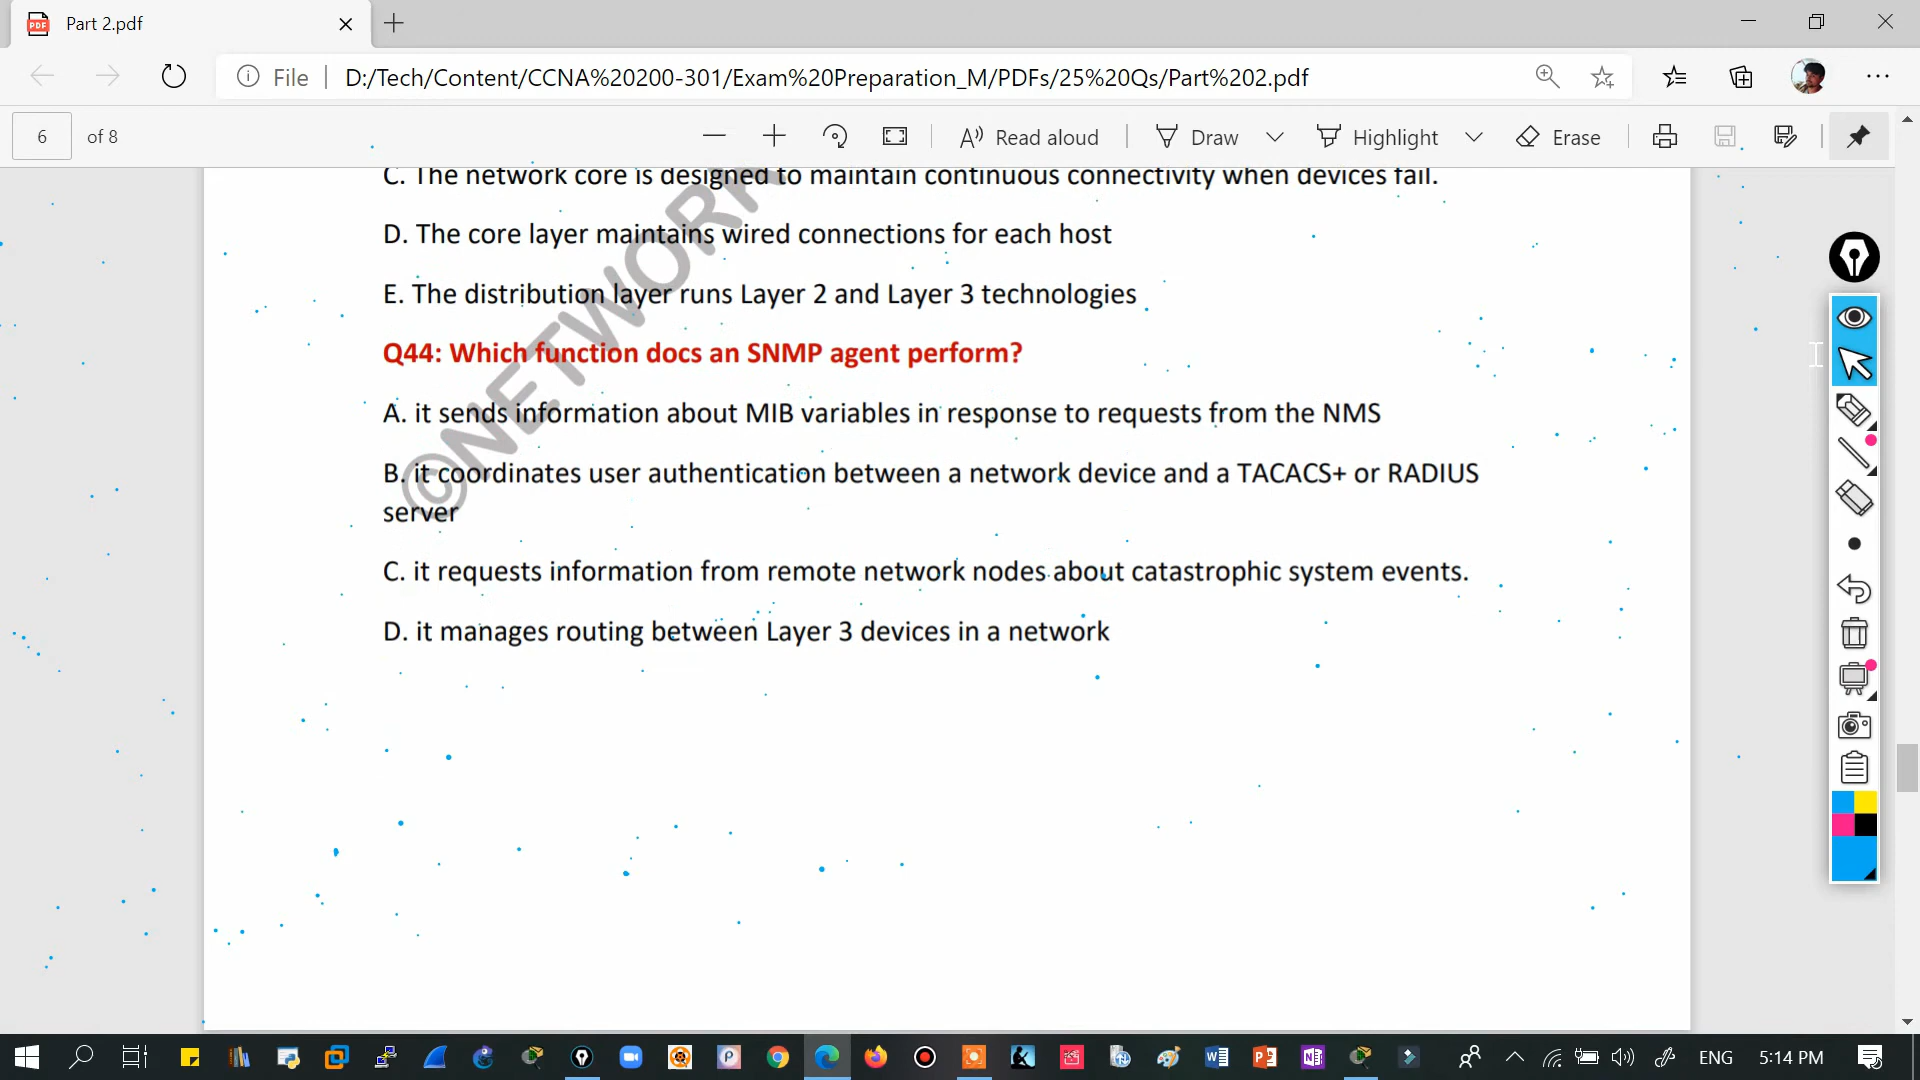 Part 2.pdf
File
D:/Tech/Content/CCNA%20200-301/Exam%20Preparation_M/PDFs/25%20Qs/Part%202.pdf
6 of 8
Read aloud
Draw
Highlight
Erase
C. The network core is designed to maintain continuous connectivity when devices fail.
D. The core layer maintains wired connections for each host
E. The distribution layer runs Layer 2 and Layer 3 technologies
Q44: Which function docs an SNMP agent perform?
A. it sends information about MIB variables in response to requests from the NMS
B. it coordinates user authentication between a network device and a TACACS+ or RADIUS
server
C. it requests information from remote network nodes about catastrophic system events.
D. it manages routing between Layer 3 devices in a network
©NETWORK
ENG
5:14 PM